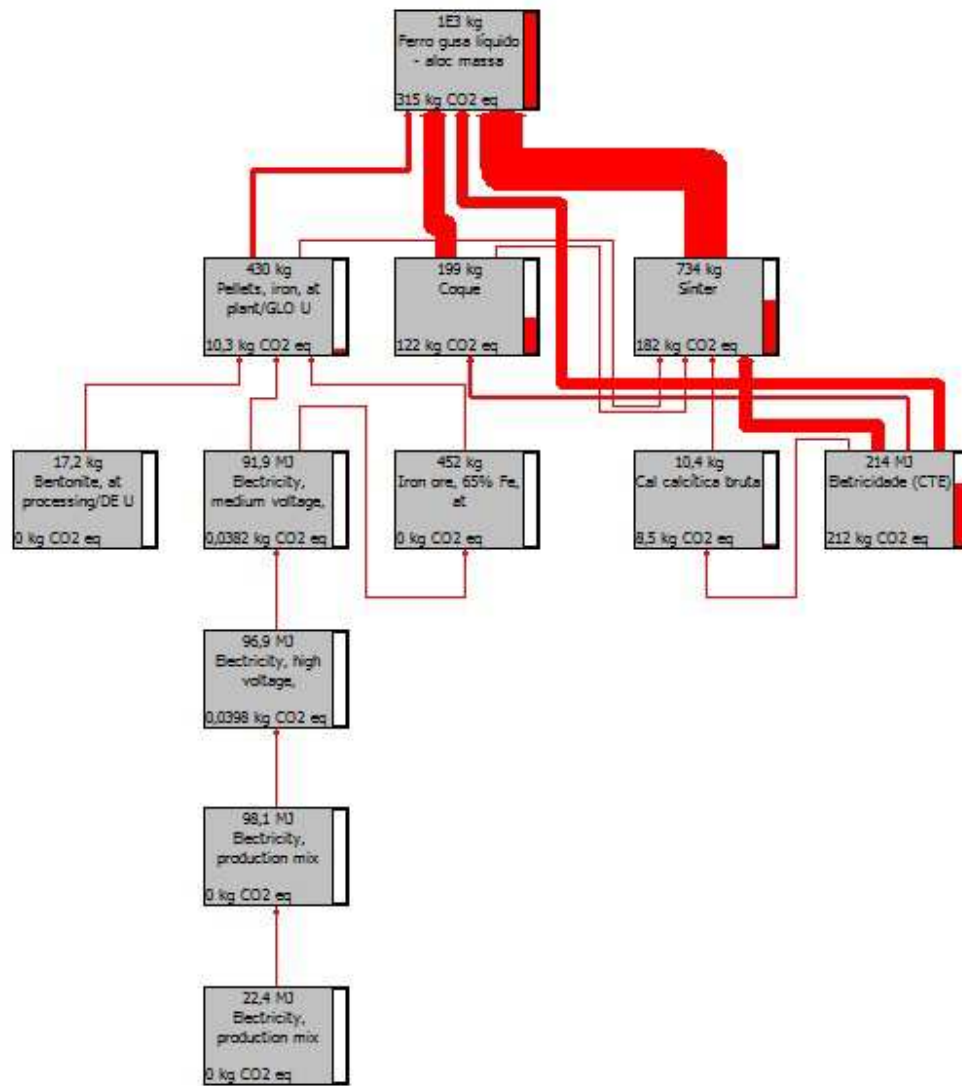 1E3 kg
Ferro gusa líquido
- aloc massa
315 kg CO2 eq
430 kg
Pellets, iron, at
plant/GLO U
10,3 kg CO2 eq
199 kg
Coque
122 kg CO2 eq
734 kg
Sínter
182 kg CO2 eq
17,2 kg
Bentonite, at
processing/DE U
0 kg CO2 eq
91,9 MJ
Electricity,
medium voltage,
0,0382 kg CO2 eq
452 kg
Iron ore, 65% Fe,
at
0 kg CO2 eq
10,4 kg
Cal calcítica bruta
8,5 kg CO2 eq
214 MJ
Eletricidade (CTE)
212 kg CO2 eq
96,9 MJ
Electricity, high
voltage,
0,0398 kg CO2 eq
98,1 MJ
Electricity,
production mix
0 kg CO2 eq
22,4 MJ
Electricity,
production mix
0 kg CO2 eq